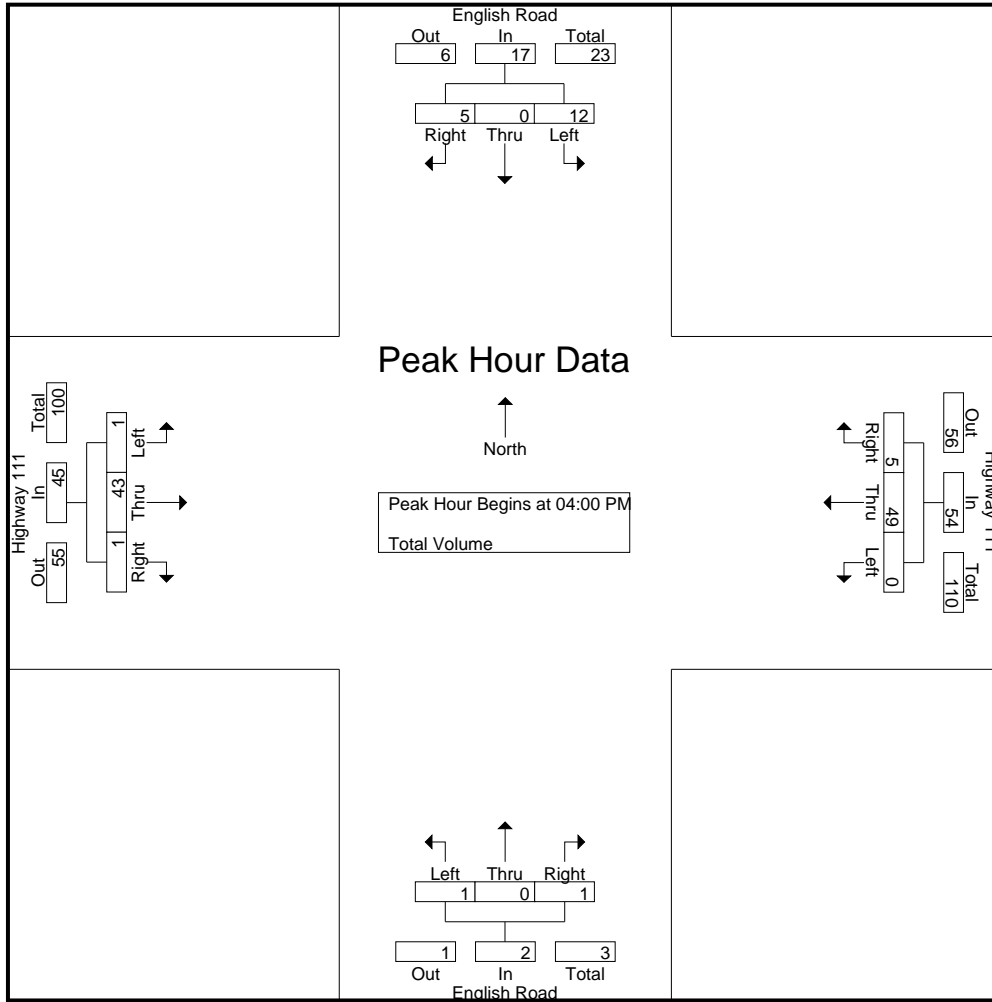 English Road
Out In Total
6 17 23
5 0 12
Right Thru Left
Peak Hour Data
North
Peak Hour Begins at 04:00 PM
Total Volume
Highway 111
Total In Out
100 45 55
1 43 1
Left Thru Right
Highway 111
Out In Total
56 54 110
5 49 0
Right Thru Left
Left Thru Right
1 0 1
1 2 3
Out In Total
English Road